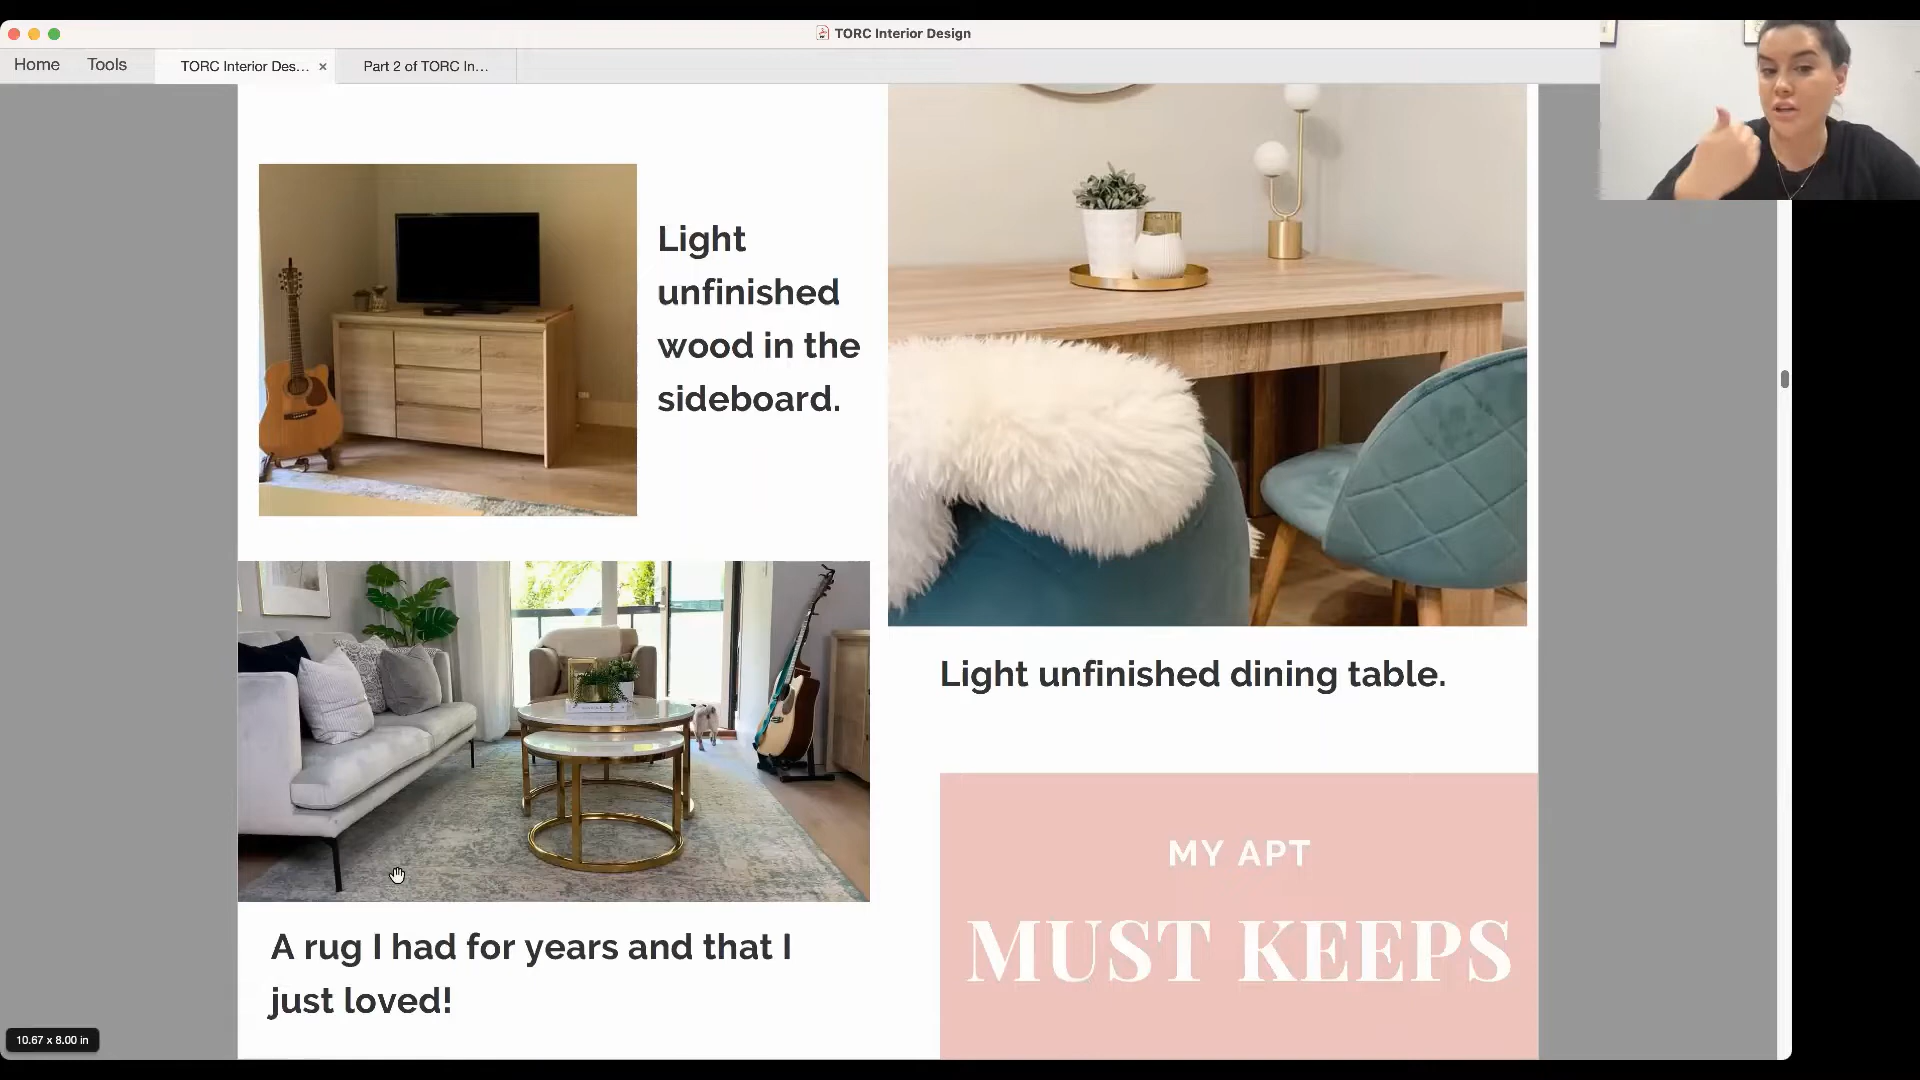 TORC Interior Design
Home
Tools
TORC Interior Des... ×
Part 2 of TORC In...
Light
unfinished
wood in the
sideboard.
Light unfinished dining table.
A rug I had for years and that I
just loved!
MY APT
MUST KEEPS
10.67 x 8.00 in